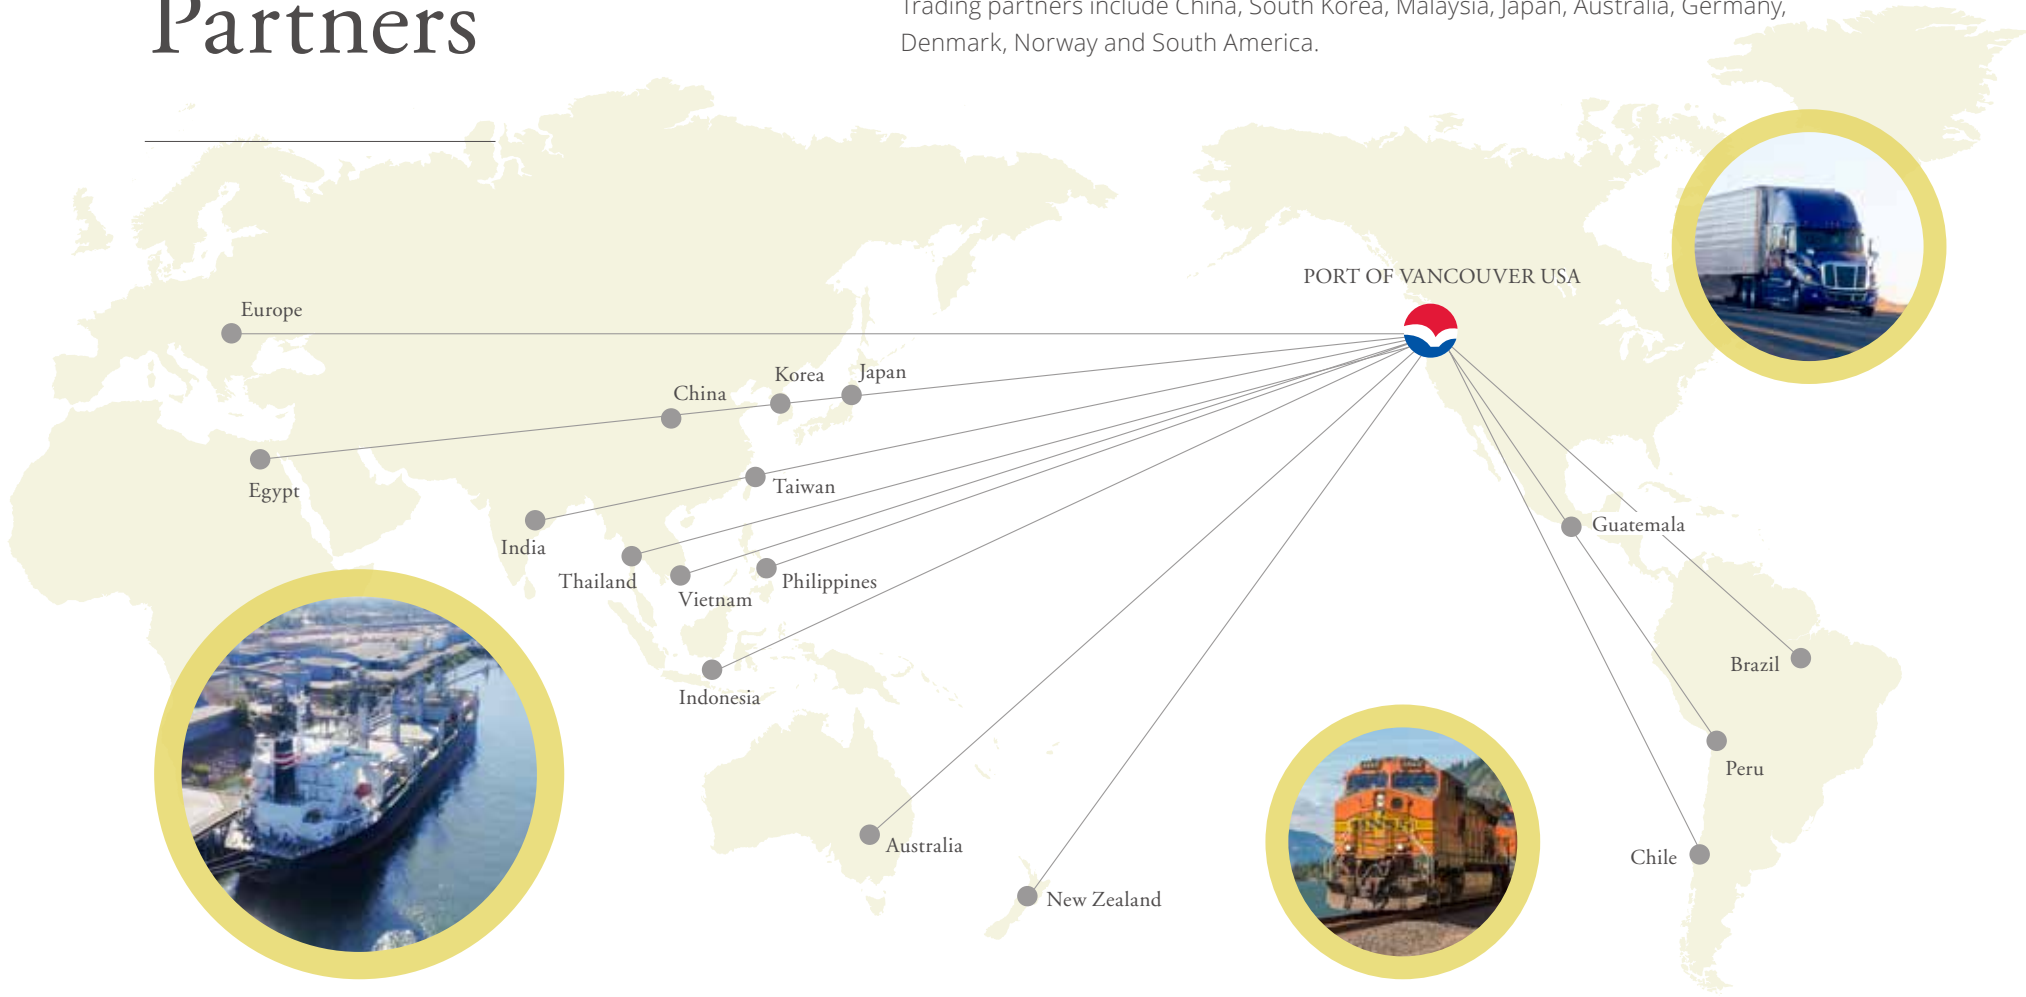 Partners
Trading partners include China, South Korea, Malaysia, Japan, Australia, Germany,
Denmark, Norway and South America.
PORT OF VANCOUVER USA
Europe
Korea
Japan
China
Egypt
Taiwan
India
Thailand
Vietnam
Philippines
Indonesia
Guatemala
Brazil
Peru
Chile
Australia
New Zealand
BNSF